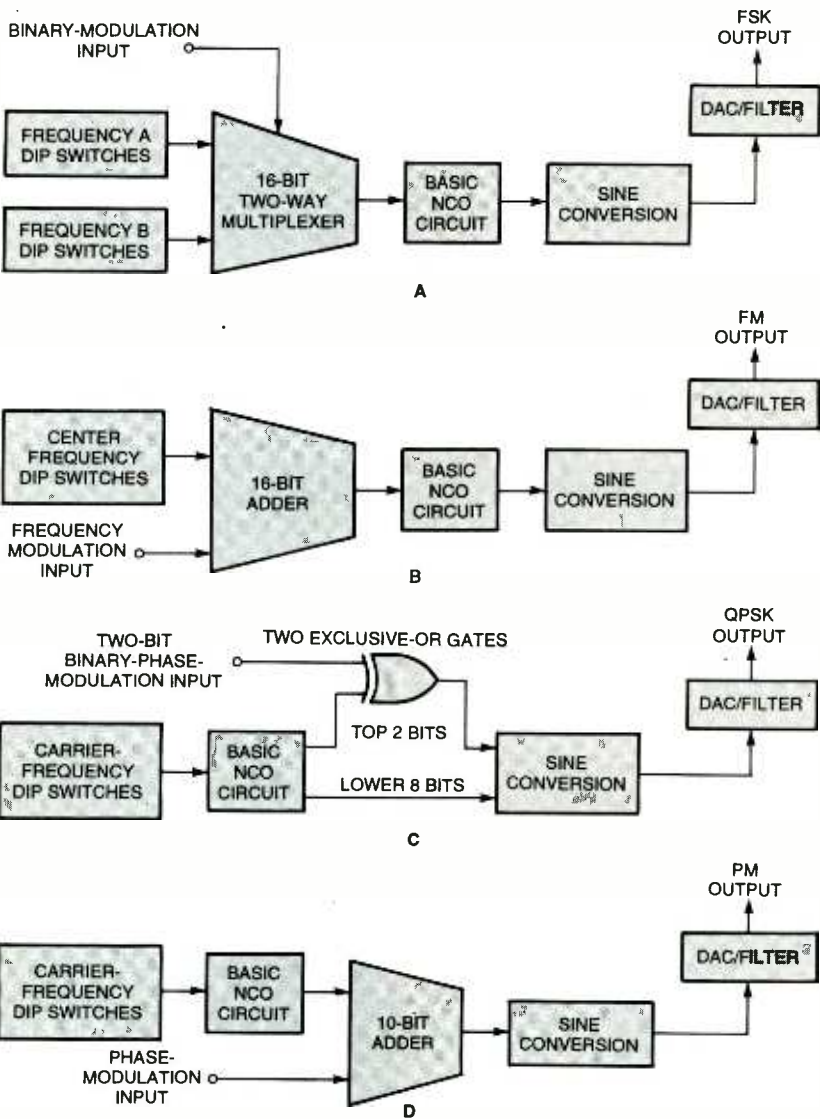 BINARY-MODULATION
INPUT
FSK
OUTPUT
DAC/FILTER
FREQUENCY A
DIP SWITCHES
16-BIT
TWO-WAY
MULTIPLEXER
BASIC
NCO
CIRCUIT
SINE
CONVERSION
FREQUENCY B
DIP SWITCHES
A
FM
OUTPUT
DAC/FILTER
CENTER
FREQUENCY
DIP SWITCHES
16-BIT
ADDER
BASIC
NCO
CIRCUIT
SINE
CONVERSION
FREQUENCY
MODULATION
INPUT
B
QPSK
OUTPUT
TWO-BIT
BINARY-PHASE-
MODULATION INPUT
TWO EXCLUSIVE-OR GATES
DAC/FILTER
TOP 2 BITS
CARRIER-
FREQUENCY
DIP SWITCHES
BASIC
NCO
CIRCUIT
LOWER 8 BITS
SINE
CONVERSION
C
PM
OUTPUT
DAC/FILTER
CARRIER-
FREQUENCY
DIP SWITCHES
BASIC
NCO
CIRCUIT
10-BIT
ADDER
SINE
CONVERSION
PHASE-
MODULATION
INPUT
D